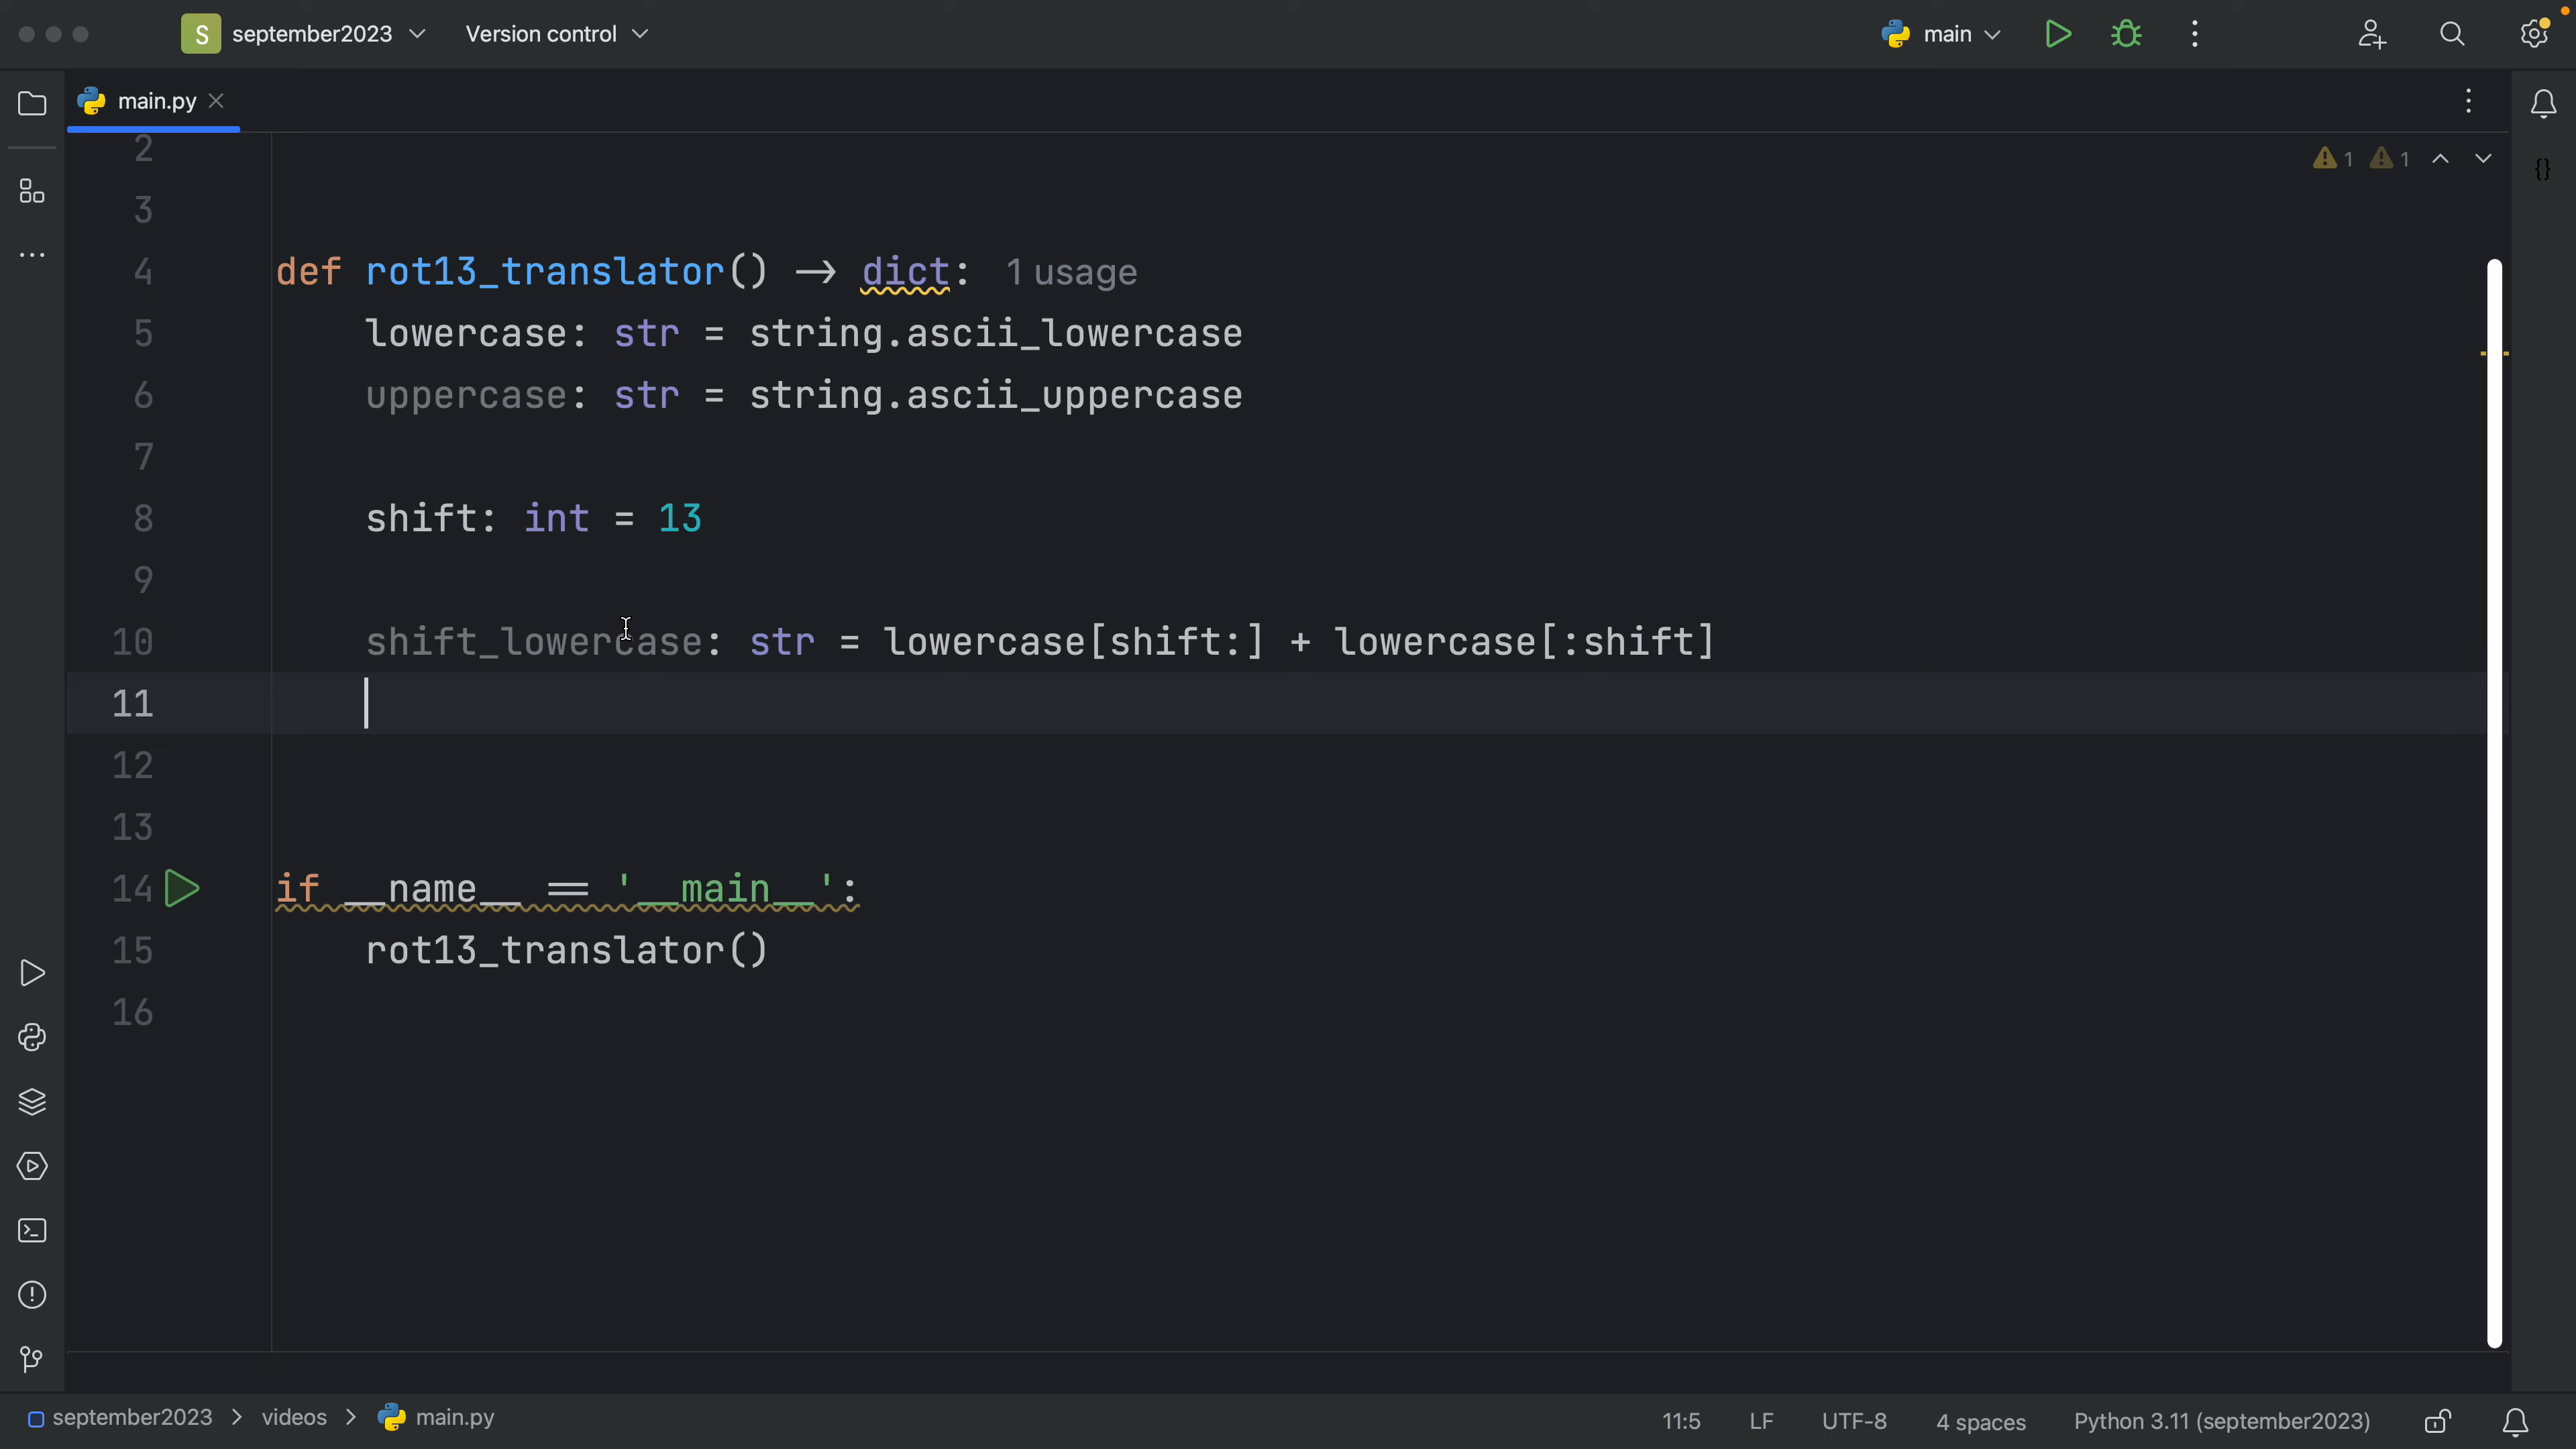 S september2023 Version control main
main.py
1 1
2
3
4 def rot13_translator() -> dict: 1 usage
5 lowercase: str = string.ascii_lowercase
6 uppercase: str = string.ascii_uppercase
7
8 shift: int = 13
9
10 shift_lowercase: str = lowercase[shift:] + lowercase[:shift]
11
12
13
14 if __name__ == '__main__':
15 rot13_translator()
16
september2023 > videos > main.py 11:5 LF UTF-8 4 spaces Python 3.11 (september2023)